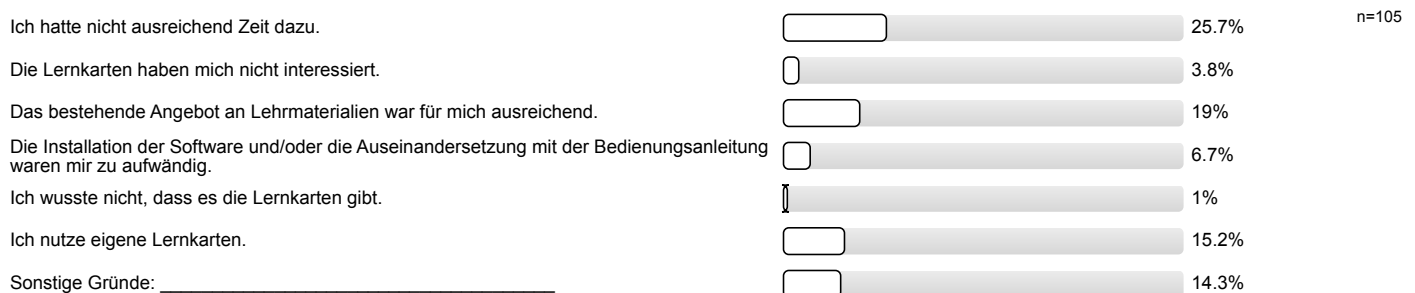 n=105
Ich hatte nicht ausreichend Zeit dazu. 25.7%
Die Lernkarten haben mich nicht interessiert. 3.8%
Das bestehende Angebot an Lehrmaterialien war für mich ausreichend. 19%
Die Installation der Software und/oder die Auseinandersetzung mit der Bedienungsanleitung
waren mir zu aufwändig. 6.7%
Ich wusste nicht, dass es die Lernkarten gibt. 1%
Ich nutze eigene Lernkarten. 15.2%
Sonstige Gründe: ________________________________________ 14.3%